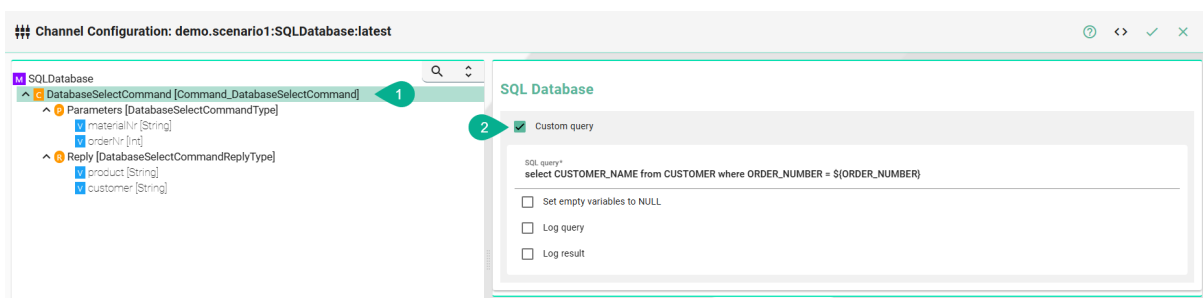 Channel Configuration: demo.scenario1:SQLDatabase:latest
M SQLDatabase
C DatabaseSelectCommand [Command_DatabaseSelectCommand]
1
P Parameters [DatabaseSelectCommandType]
V materialNr [String]
V orderNr [Int]
R Reply [DatabaseSelectCommandReplyType]
V product [String]
V customer [String]
SQL Database
2
Custom query
SQL query*
select CUSTOMER_NAME from CUSTOMER where ORDER_NUMBER = ${ORDER_NUMBER}
Set empty variables to NULL
Log query
Log result